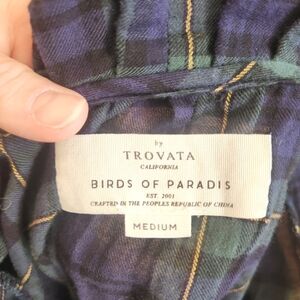 by
TROVATA
CALIFORNIA
BIRDS OF PARADIS
EST. 2001
CRAFTED IN THE PEOPLES REPUBLIC OF CHINA
MEDIUM